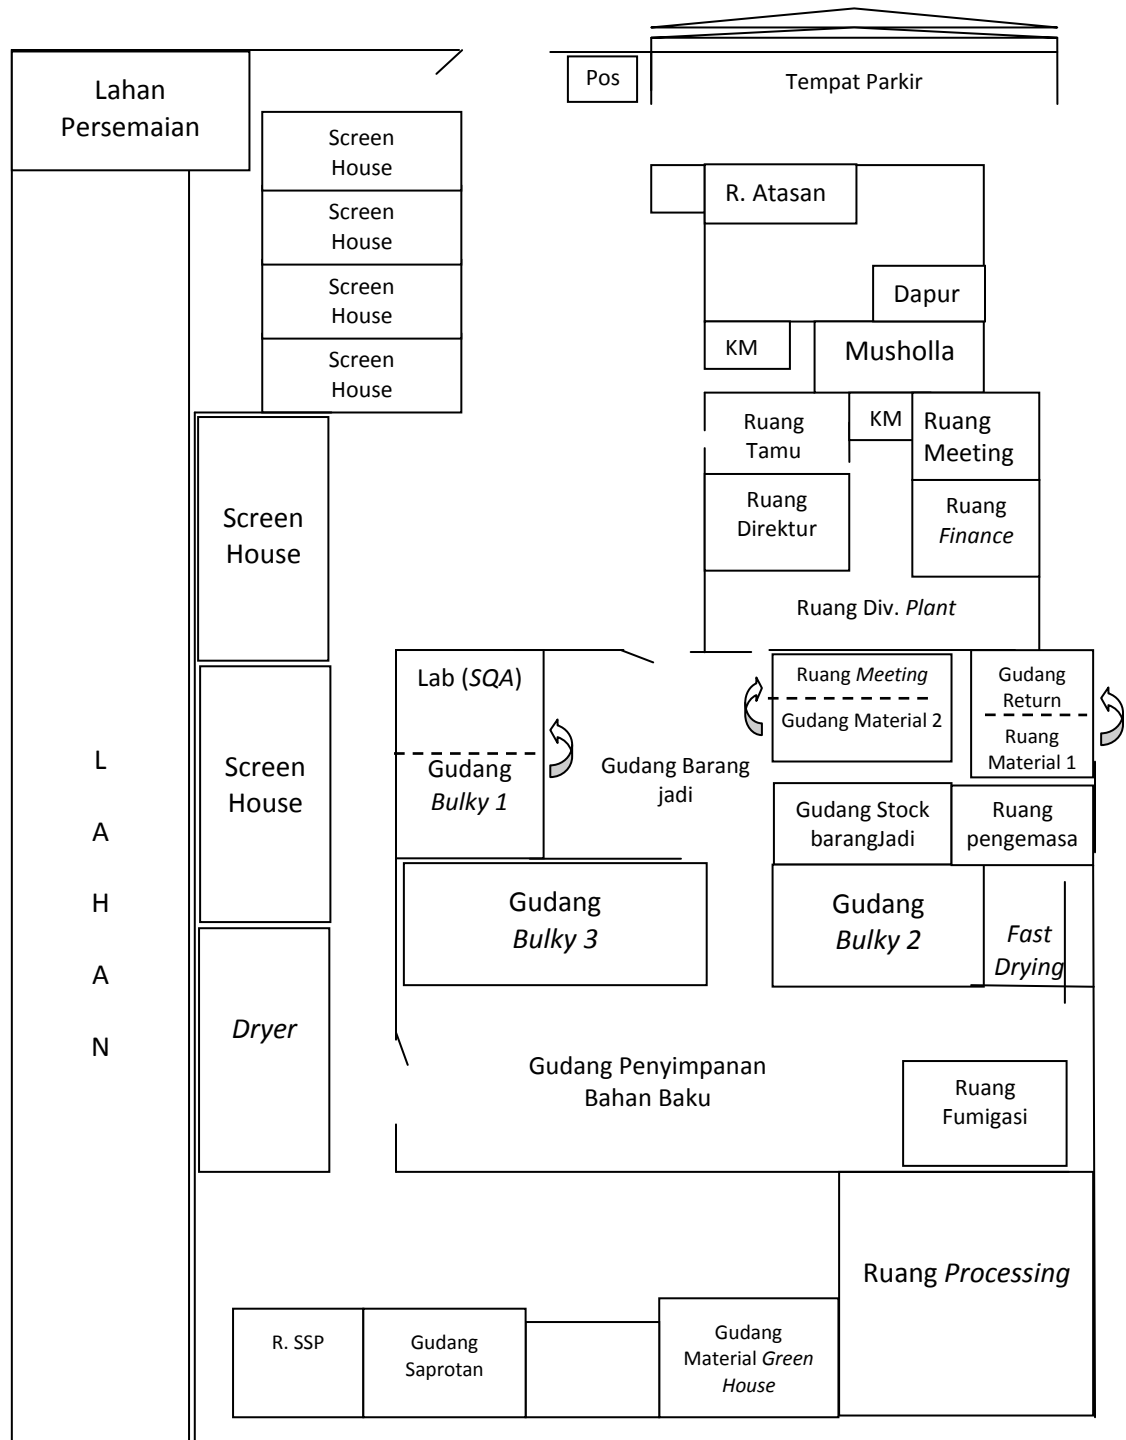 Lahan
Persemaian
Pos
Tempat Parkir
Screen
House
Screen
House
Screen
House
Screen
House
R. Atasan
Dapur
KM
Musholla
Ruang
Tamu
KM
Ruang
Meeting
Ruang
Direktur
Ruang
Finance
Ruang Div. Plant
Screen
House
Screen
House
Dryer
L
A
H
A
N
Lab (SQA)
Gudang
Bulky 1
Gudang Barang
jadi
Ruang Meeting
Gudang Material 2
Gudang
Return
Ruang
Material 1
Gudang Stock
barangJadi
Ruang
pengemasa
Gudang
Bulky 3
Gudang
Bulky 2
Fast
Drying
Gudang Penyimpanan
Bahan Baku
Ruang
Fumigasi
Ruang Processing
R. SSP
Gudang
Saprotan
Gudang
Material Green
House